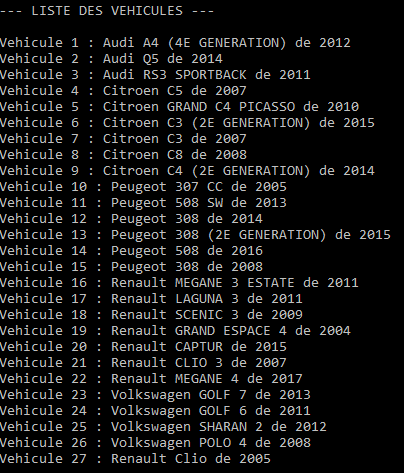 --- LISTE DES VEHICULES ---
Vehicule 1 : Audi A4 (4E GENERATION) de 2012
Vehicule 2 : Audi Q5 de 2014
Vehicule 3 : Audi RS3 SPORTBACK de 2011
Vehicule 4 : Citroen C5 de 2007
Vehicule 5 : Citroen GRAND C4 PICASSO de 2010
Vehicule 6 : Citroen C3 (2E GENERATION) de 2015
Vehicule 7 : Citroen C3 de 2007
Vehicule 8 : Citroen C8 de 2008
Vehicule 9 : Citroen C4 (2E GENERATION) de 2014
Vehicule 10 : Peugeot 307 CC de 2005
Vehicule 11 : Peugeot 508 SW de 2013
Vehicule 12 : Peugeot 308 de 2014
Vehicule 13 : Peugeot 308 (2E GENERATION) de 2015
Vehicule 14 : Peugeot 508 de 2016
Vehicule 15 : Peugeot 308 de 2008
Vehicule 16 : Renault MEGANE 3 ESTATE de 2011
Vehicule 17 : Renault LAGUNA 3 de 2011
Vehicule 18 : Renault SCENIC 3 de 2009
Vehicule 19 : Renault GRAND ESPACE 4 de 2004
Vehicule 20 : Renault CAPTUR de 2015
Vehicule 21 : Renault CLIO 3 de 2007
Vehicule 22 : Renault MEGANE 4 de 2017
Vehicule 23 : Volkswagen GOLF 7 de 2013
Vehicule 24 : Volkswagen GOLF 6 de 2011
Vehicule 25 : Volkswagen SHARAN 2 de 2012
Vehicule 26 : Volkswagen POLO 4 de 2008
Vehicule 27 : Renault Clio de 2005